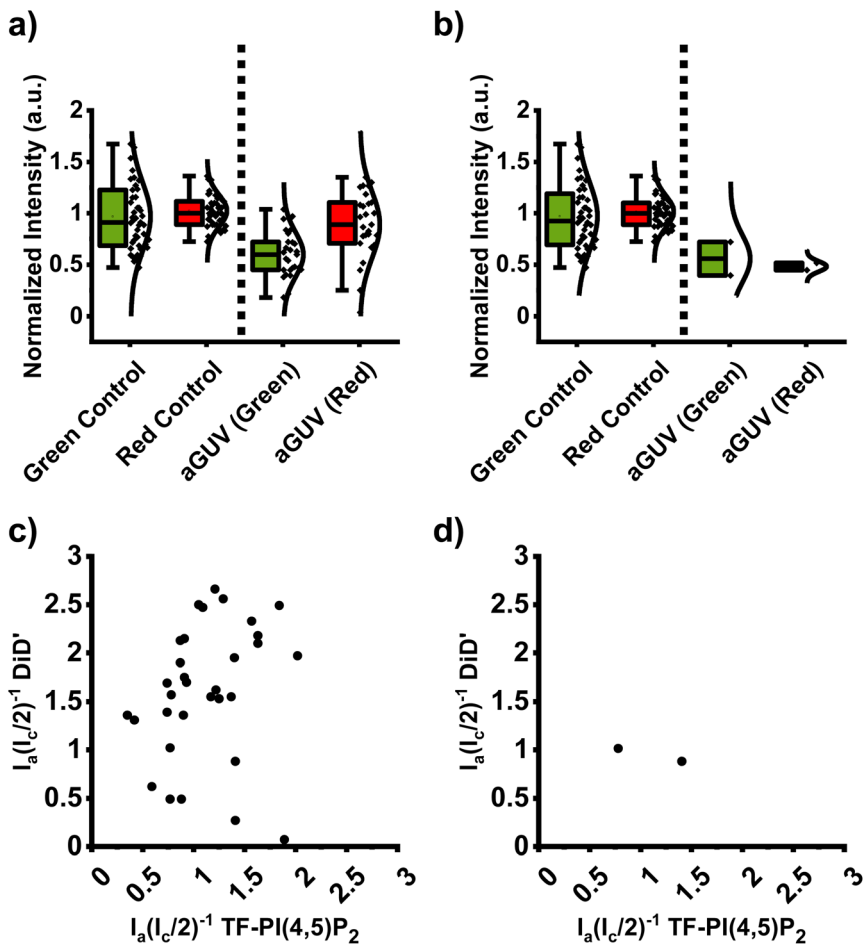 a)
Normalized Intensity (a.u.)
2
1.5
1
0.5
0
Green Control
Red Control
aGUV (Green)
aGUV (Red)
b)
Normalized Intensity (a.u.)
2
1.5
1
0.5
0
Green Control
Red Control
aGUV (Green)
aGUV (Red)
c)
Iₐ(I꜀/2)⁻¹ DiD'
3
2.5
2
1.5
1
0.5
0
0
0.5
1
1.5
2
2.5
3
Iₐ(I꜀/2)⁻¹ TF-PI(4,5)P₂
d)
Iₐ(I꜀/2)⁻¹ DiD'
3
2.5
2
1.5
1
0.5
0
0
0.5
1
1.5
2
2.5
3
Iₐ(I꜀/2)⁻¹ TF-PI(4,5)P₂